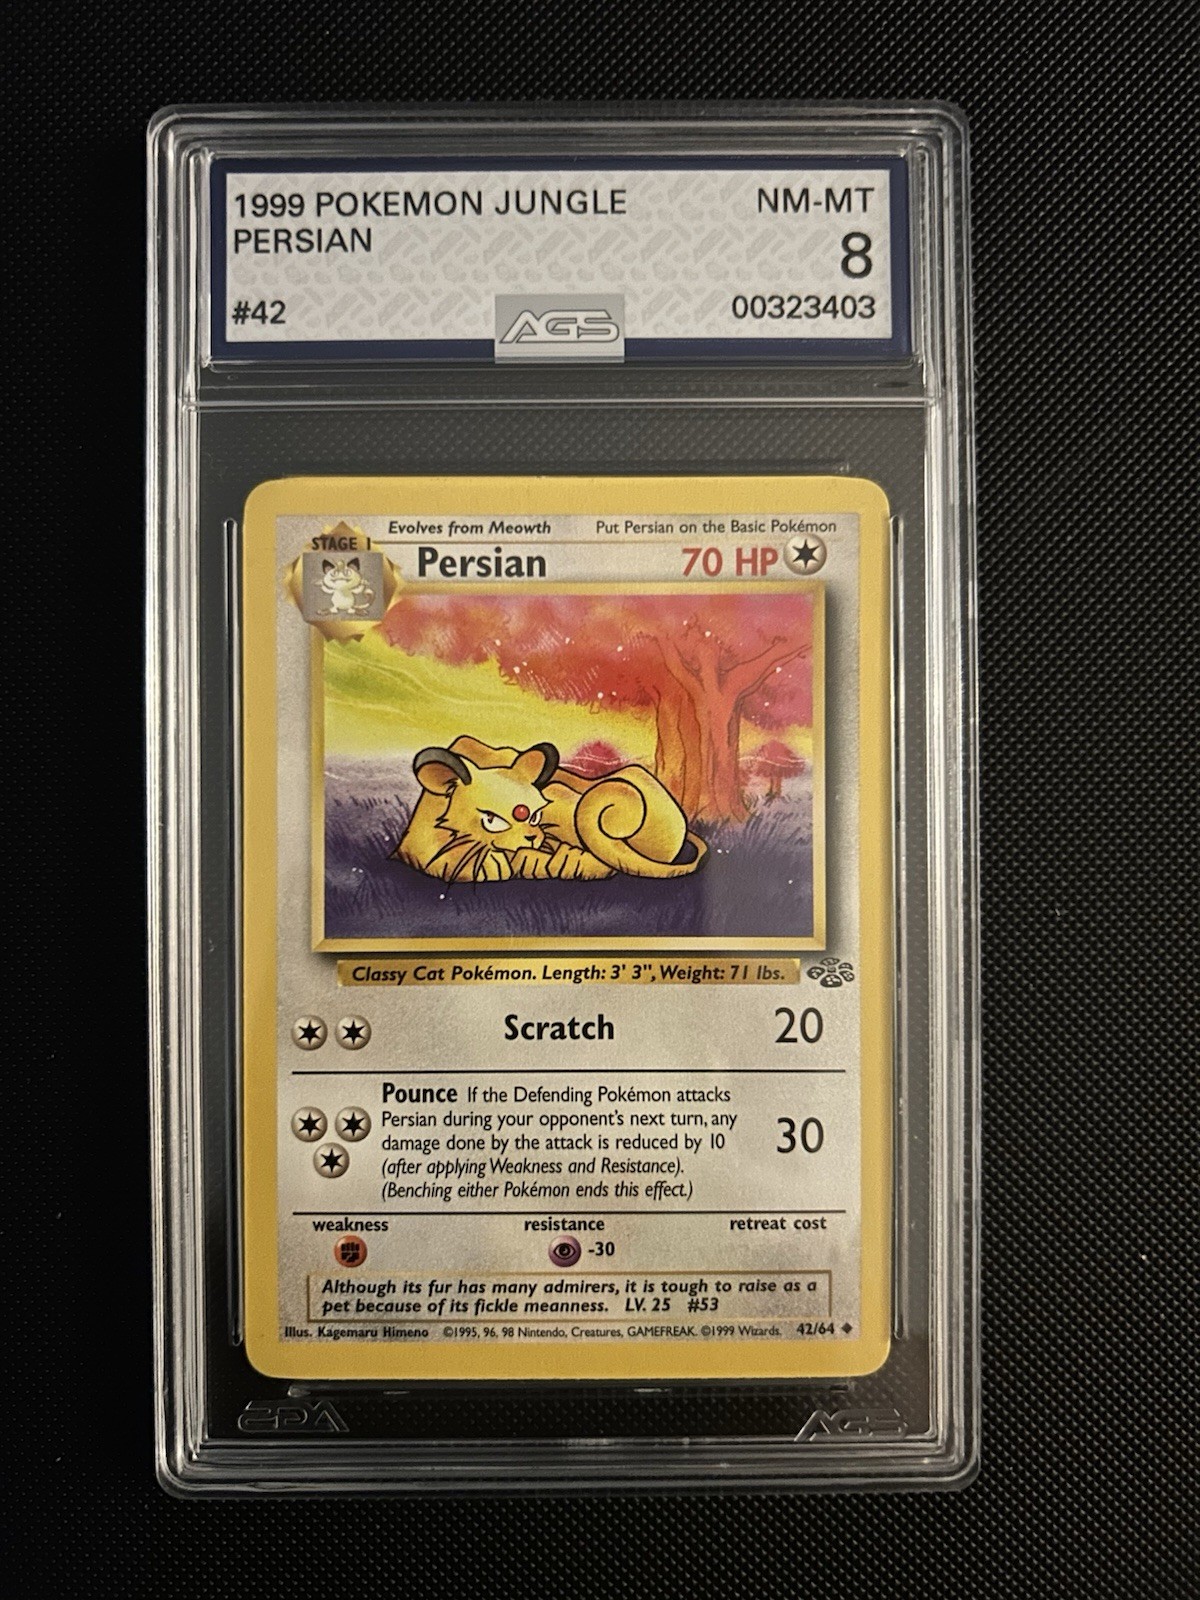 1999 POKEMON JUNGLE NM-MT
PERSIAN 8
#42 AGS 00323403
Evolves from Meowth Put Persian on the Basic Pokémon
STAGE 1 Persian 70 HP
Classy Cat Pokémon. Length: 3' 3", Weight: 71 lbs.
Scratch 20
Pounce If the Defending Pokémon attacks
Persian during your opponent's next turn, any
damage done by the attack is reduced by 10 30
(after applying Weakness and Resistance).
(Benching either Pokémon ends this effect.)
weakness resistance retreat cost
-30
Although its fur has many admirers, it is tough to raise as a
pet because of its fickle meanness. LV. 25 #53
Illus. Kagemaru Himeno ©1995, 96, 98 Nintendo, Creatures, GAMEFREAK. ©1999 Wizards. 42/64
AGS AGS